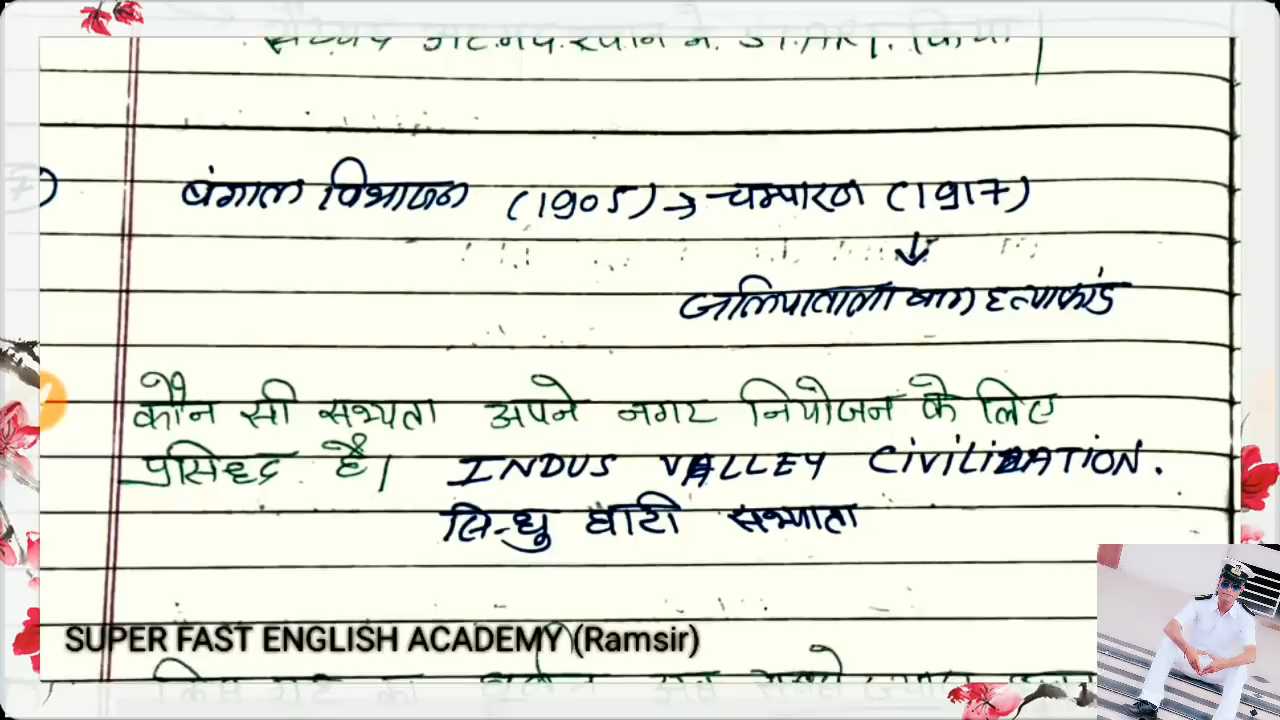 START. किया|
बंगाल विभाजन (1905) → चम्पारण (1917)
↓
जलियावाला बाग हत्याकांड
कौन सी सभ्यता अपने नगर नियोजन के लिए
प्रसिद्ध है| INDUS VALLEY CIVILIZATION.
सिन्धु घाटी सभ्यता
SUPER FAST ENGLISH ACADEMY (Ramsir)